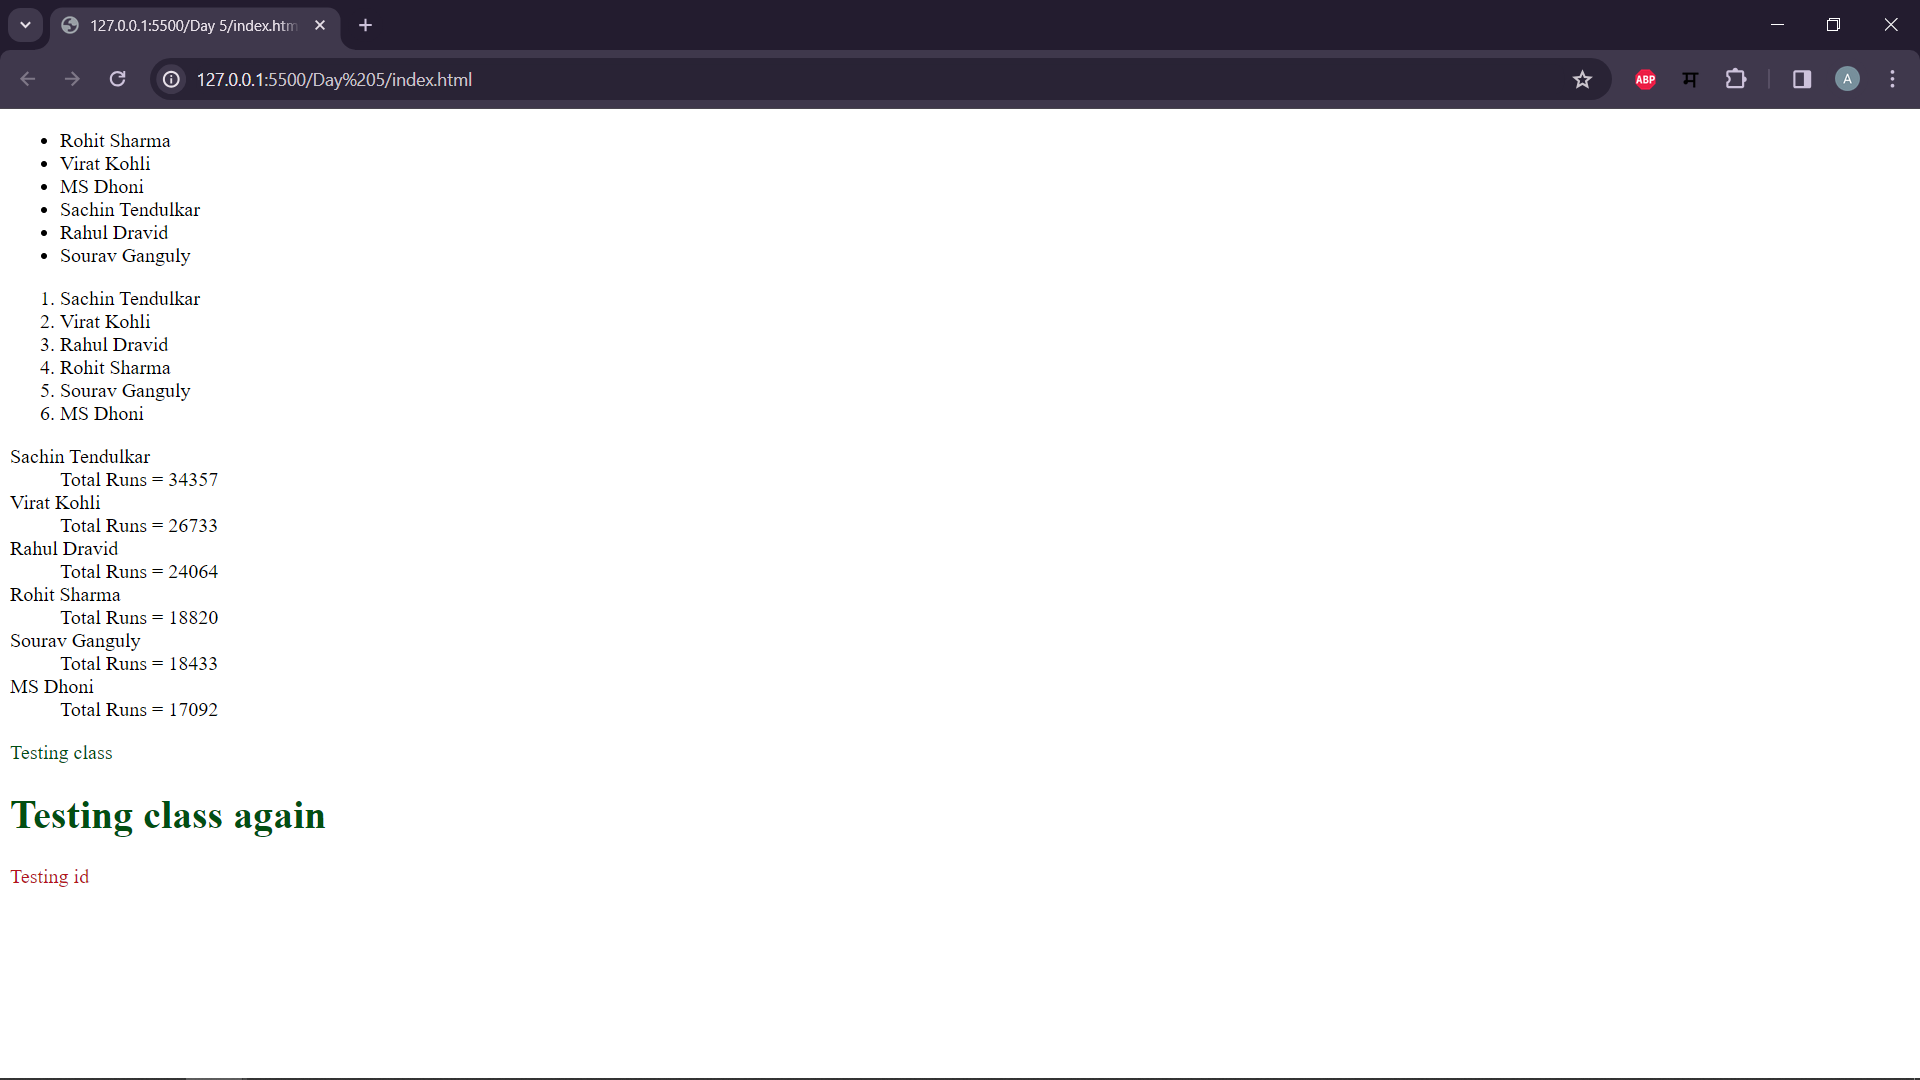 127.0.0.1:5500/Day 5/index.htm
127.0.0.1:5500/Day%205/index.html
ABP
म
A
• Rohit Sharma
• Virat Kohli
• MS Dhoni
• Sachin Tendulkar
• Rahul Dravid
• Sourav Ganguly
1. Sachin Tendulkar
2. Virat Kohli
3. Rahul Dravid
4. Rohit Sharma
5. Sourav Ganguly
6. MS Dhoni
Sachin Tendulkar
Total Runs = 34357
Virat Kohli
Total Runs = 26733
Rahul Dravid
Total Runs = 24064
Rohit Sharma
Total Runs = 18820
Sourav Ganguly
Total Runs = 18433
MS Dhoni
Total Runs = 17092
Testing class
Testing class again
Testing id